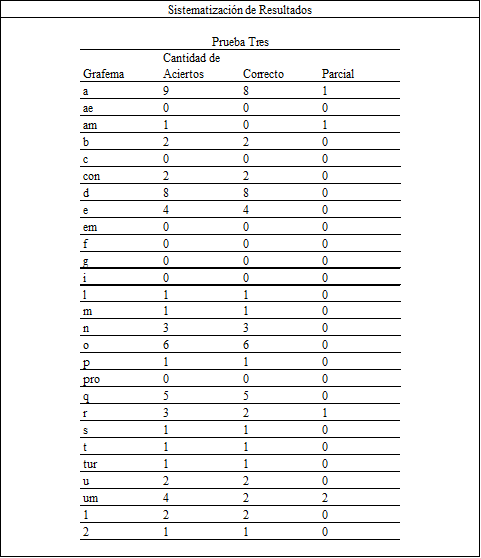 Sistematización de Resultados
Prueba Tres
Cantidad de
Grafema Aciertos Correcto Parcial
a 9 8 1
ae 0 0 0
am 1 0 1
b 2 2 0
c 0 0 0
con 2 2 0
d 8 8 0
e 4 4 0
em 0 0 0
f 0 0 0
g 0 0 0
i 0 0 0
l 1 1 0
m 1 1 0
n 3 3 0
o 6 6 0
p 1 1 0
pro 0 0 0
q 5 5 0
r 3 2 1
s 1 1 0
t 1 1 0
tur 1 1 0
u 2 2 0
um 4 2 2
1 2 2 0
2 1 1 0